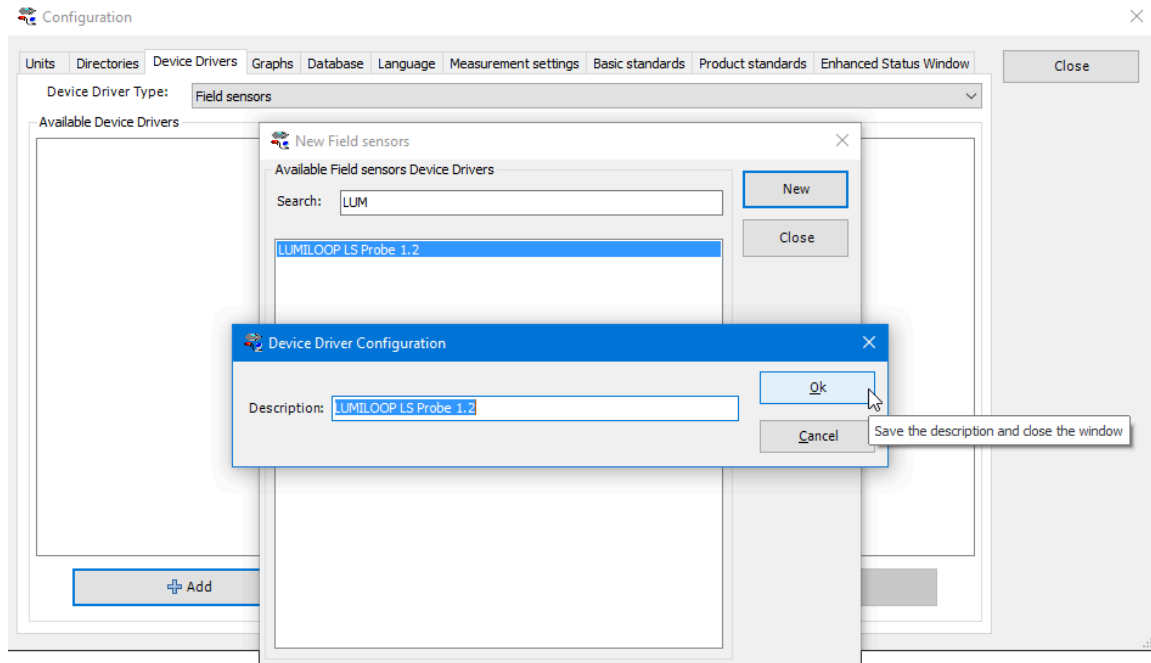 Configuration
Units Directories Device Drivers Graphs Database Language Measurement settings Basic standards Product standards Enhanced Status Window
Close
Device Driver Type: Field sensors
Available Device Drivers
New Field sensors
Available Field sensors Device Drivers
Search: LUM
New
Close
LUMILOOP LS Probe 1.2
Device Driver Configuration
Description: LUMILOOP LS Probe 1.2
Ok
Cancel
Save the description and close the window
Add